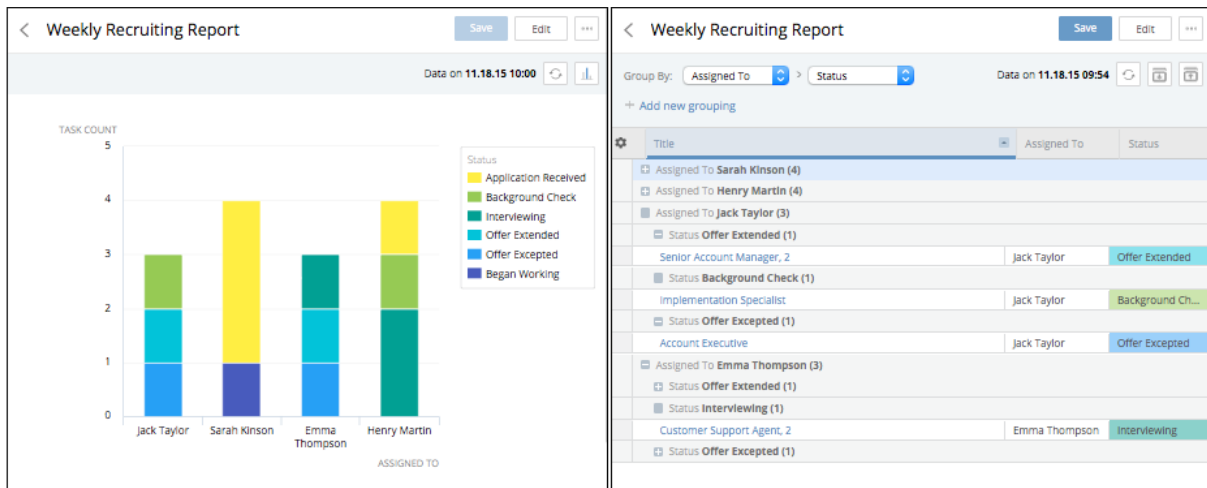 Weekly Recruiting Report
Save
Edit
Data on 11.18.15 10:00
TASK COUNT
5
4
3
2
1
0
Jack Taylor
Sarah Kinson
Emma
Thompson
Henry Martin
ASSIGNED TO
Status
Application Received
Background Check
Interviewing
Offer Extended
Offer Excepted
Began Working
Weekly Recruiting Report
Save
Edit
Group By: Assigned To > Status
Data on 11.18.15 09:54
+ Add new grouping
Title Assigned To Status
Assigned To Sarah Kinson (4)
Assigned To Henry Martin (4)
Assigned To Jack Taylor (3)
Status Offer Extended (1)
Senior Account Manager, 2 Jack Taylor Offer Extended
Status Background Check (1)
Implementation Specialist Jack Taylor Background Ch...
Status Offer Excepted (1)
Account Executive Jack Taylor Offer Excepted
Assigned To Emma Thompson (3)
Status Offer Extended (1)
Status Interviewing (1)
Customer Support Agent, 2 Emma Thompson Interviewing
Status Offer Excepted (1)